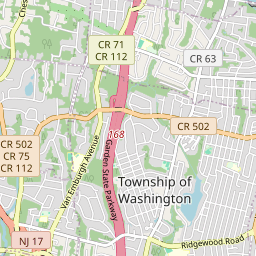 Ches
CR 71
CR 112
CR 63
CR 502
168
CR 502
CR 75
CR 112
Van Emburgh Avenue
Garden State Parkway
Township of
Washington
NJ 17
Ridgewood Road